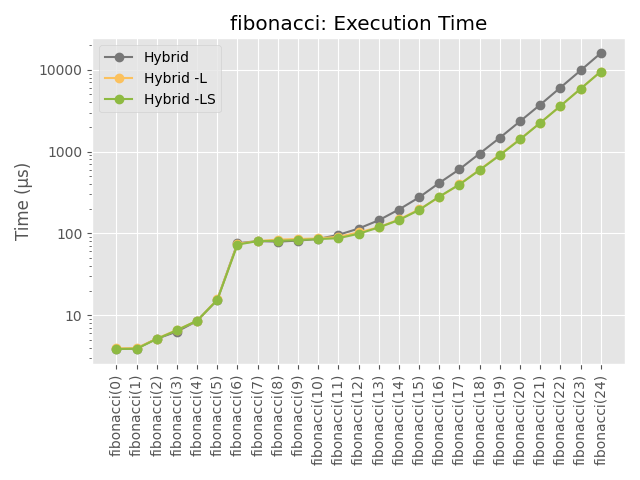 fibonacci: Execution Time
Hybrid
Hybrid -L
Hybrid -LS
Time (µs)
10000
1000
100
10
fibonacci(0)
fibonacci(1)
fibonacci(2)
fibonacci(3)
fibonacci(4)
fibonacci(5)
fibonacci(6)
fibonacci(7)
fibonacci(8)
fibonacci(9)
fibonacci(10)
fibonacci(11)
fibonacci(12)
fibonacci(13)
fibonacci(14)
fibonacci(15)
fibonacci(16)
fibonacci(17)
fibonacci(18)
fibonacci(19)
fibonacci(20)
fibonacci(21)
fibonacci(22)
fibonacci(23)
fibonacci(24)